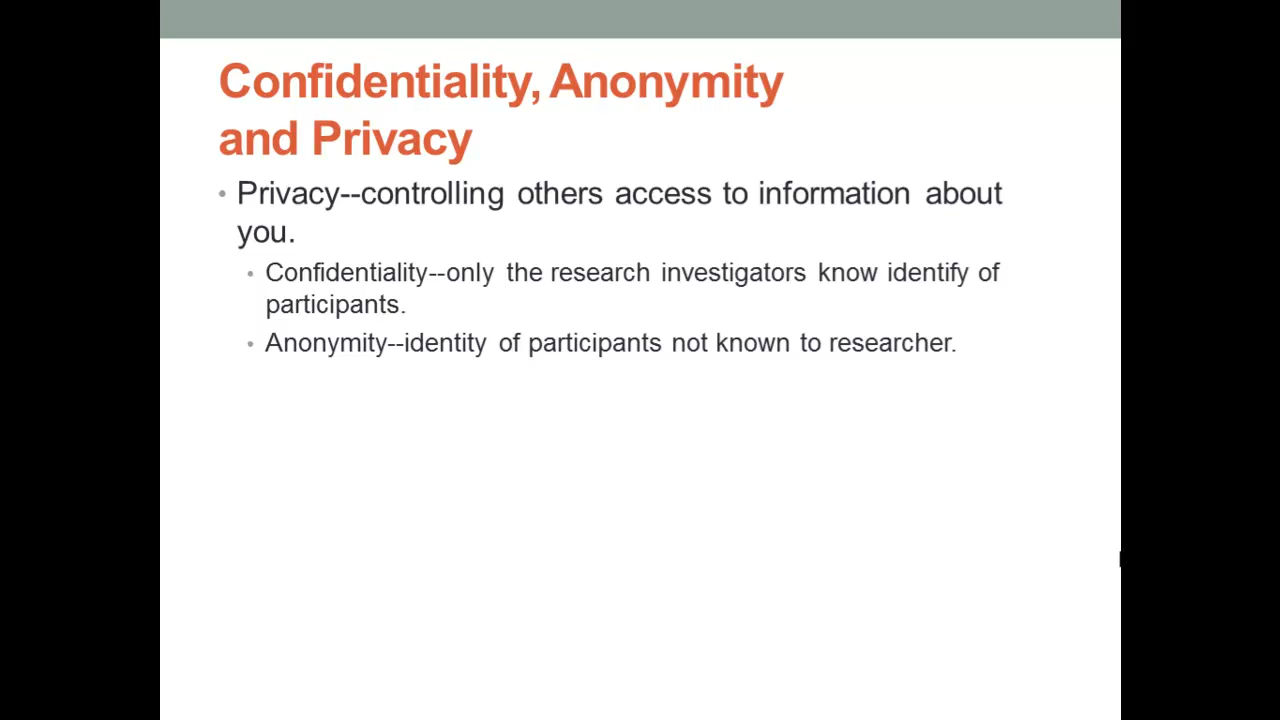 Confidentiality, Anonymity
and Privacy
• Privacy--controlling others access to information about
you.
• Confidentiality--only the research investigators know identify of
participants.
• Anonymity--identity of participants not known to researcher.